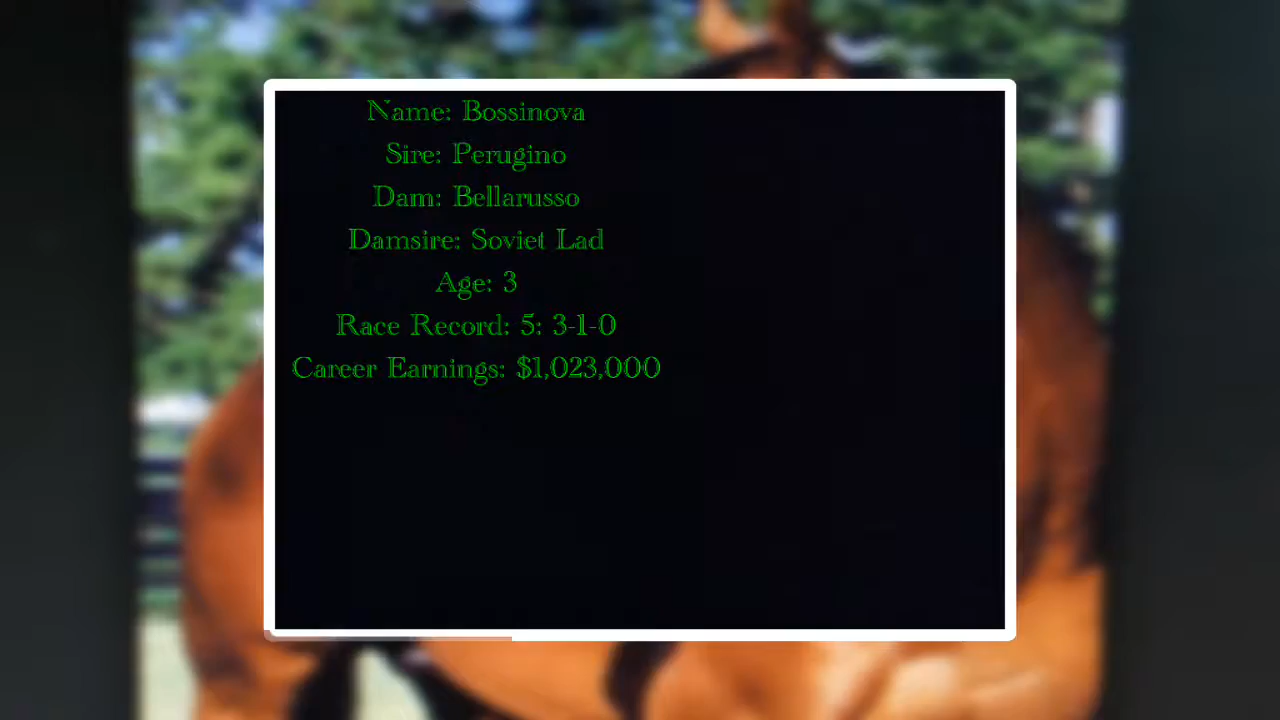 Name: Bossinova
Sire: Perugino
Dam: Bellarusso
Damsire: Soviet Lad
Age: 3
Race Record: 5: 3-1-0
Career Earnings: $1,023,000